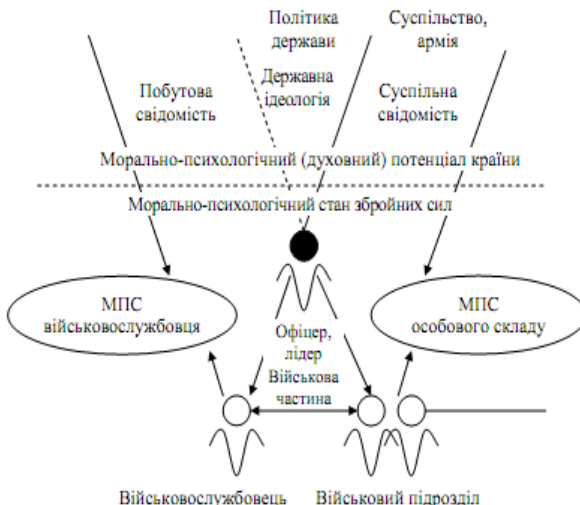 Політика
держави
Суспільство,
армія
Побутова
свідомість
Державна
ідеологія
Суспільна
свідомість
Морально-психологічний (духовний) потенціал країни
Морально-психологічний стан збройних сил
МПС
військовослужбовця
МПС
особового складу
Офіцер,
лідер
Військова
частина
Військовослужбовець
Військовий підрозділ